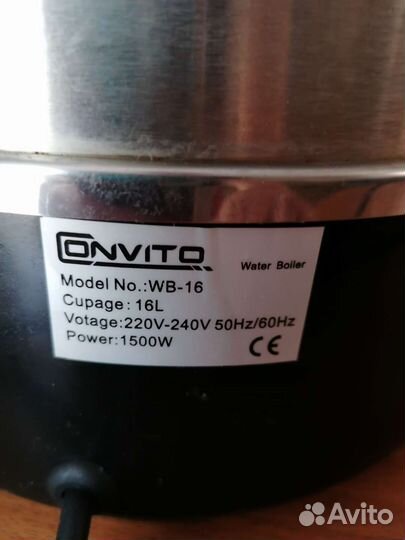 CONVITO
Water Boiler
Model No.:WB-16
Cupage: 16L
Votage:220V-240V 50Hz/60Hz
Power:1500W
CE
Avito